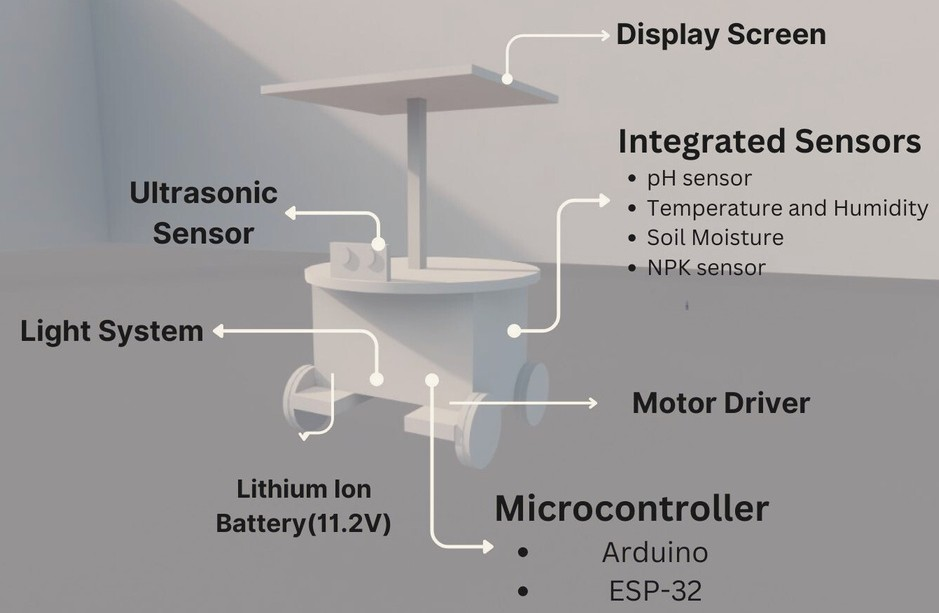 Display Screen
Integrated Sensors
• pH sensor
• Temperature and Humidity
• Soil Moisture
• NPK sensor
Ultrasonic
Sensor
Light System
Motor Driver
Lithium Ion
Battery(11.2V)
Microcontroller
• Arduino
• ESP-32